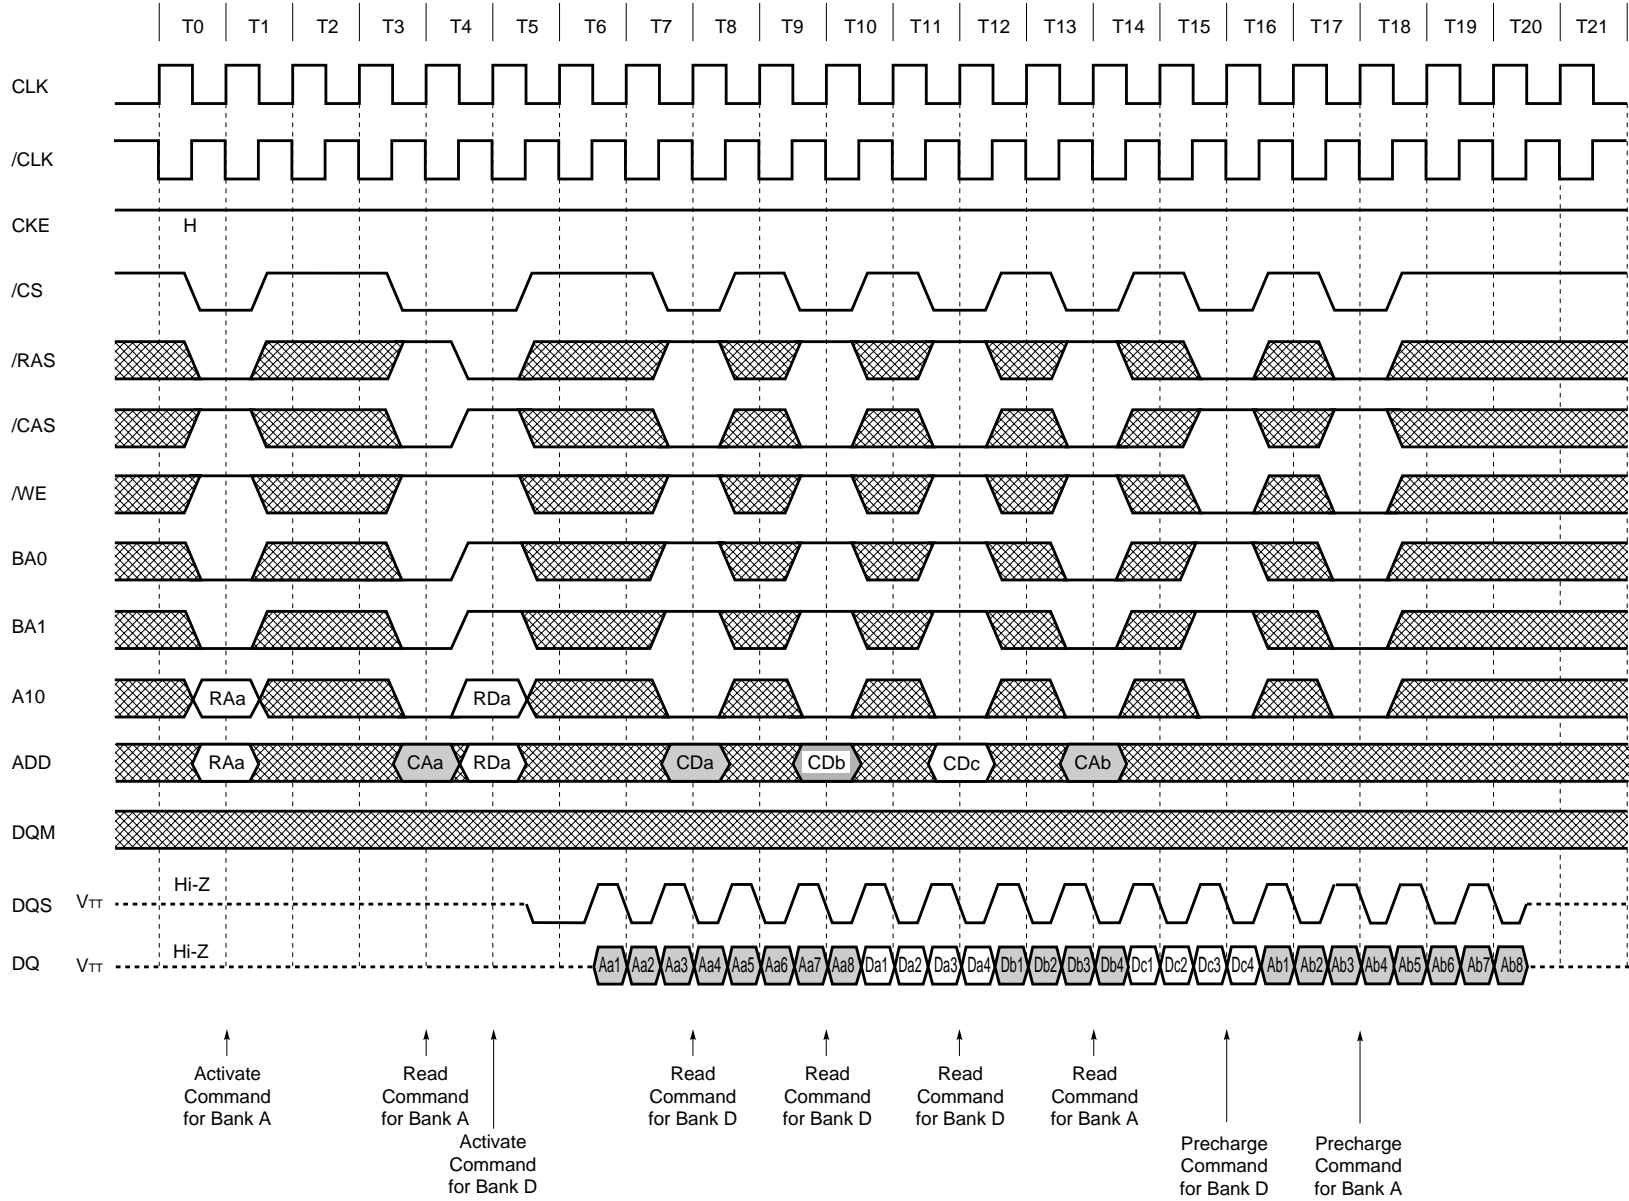 T0 T1 T2 T3 T4 T5 T6 T7 T8 T9 T10 T11 T12 T13 T14 T15 T16 T17 T18 T19 T20 T21
CLK
/CLK
CKE H
/CS
/RAS
/CAS
/WE
BA0
BA1
A10 RAa RDa
ADD RAa CAa RDa CDa CDb CDc CAb
DQM
Hi-Z
DQS VTT
Hi-Z
DQ VTT Aa1 Aa2 Aa3 Aa4 Aa5 Aa6 Aa7 Aa8 Da1 Da2 Da3 Da4 Db1 Db2 Db3 Db4 Dc1 Dc2 Dc3 Dc4 Ab1 Ab2 Ab3 Ab4 Ab5 Ab6 Ab7 Ab8
Activate
Command
for Bank A
Read
Command
for Bank A
Activate
Command
for Bank D
Read
Command
for Bank D
Read
Command
for Bank D
Read
Command
for Bank D
Read
Command
for Bank A
Precharge
Command
for Bank D
Precharge
Command
for Bank A